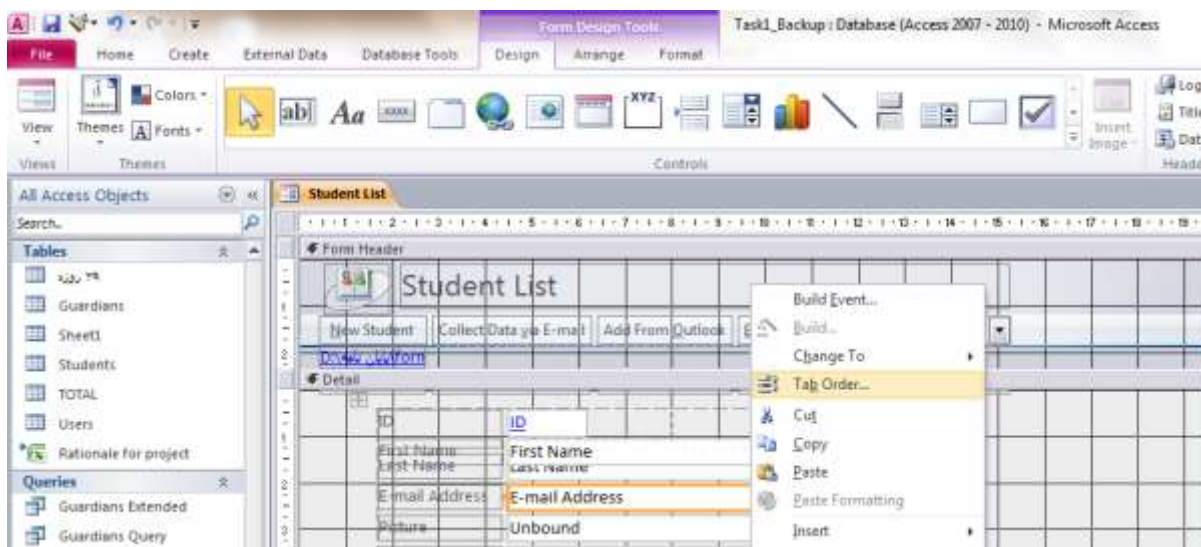 Form Design Tools
Task1_Backup : Database (Access 2007 - 2010) - Microsoft Access
File Home Create External Data Database Tools Design Arrange Format
View
Themes
Colors
Fonts
Aa
XYZ
Insert Image
Views Themes Controls
All Access Objects
Search..
Tables
Guardians
Sheet1
Students
TOTAL
Users
Rationale for project
Queries
Guardians Extended
Guardians Query
Student List
Form Header
Student List
New Student Collect Data via E-mail Add From Outlook
Detail
ID ID
First Name First Name
Last Name Last Name
E-mail Address E-mail Address
Picture Unbound
Build Event...
Build...
Change To
Tab Order...
Cut
Copy
Paste
Paste Formatting
Insert